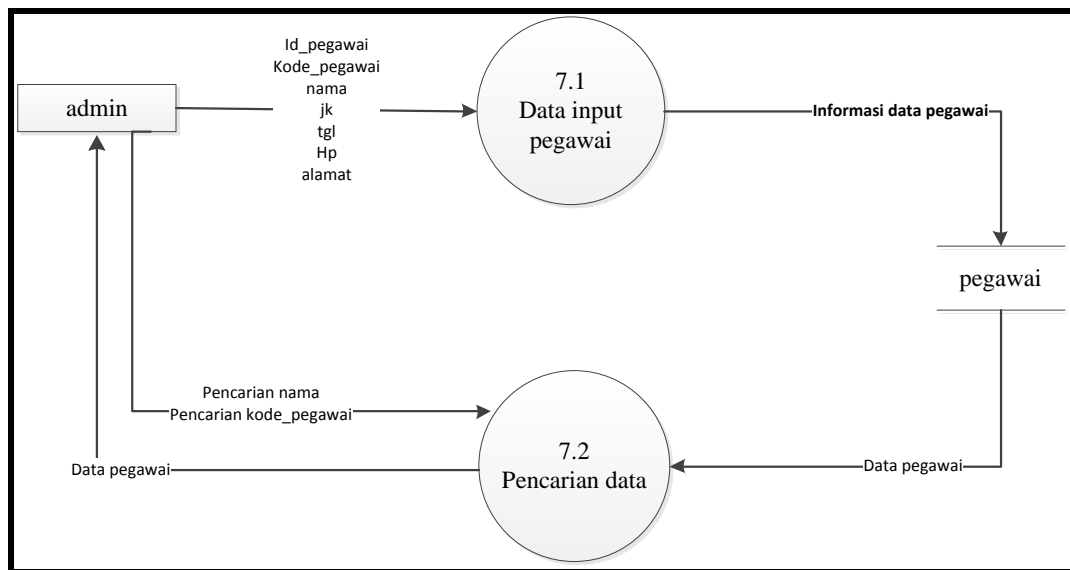 Id_pegawai
Kode_pegawai
nama
jk
tgl
Hp
alamat
admin
7.1
Data input
pegawai
Informasi data pegawai
pegawai
Pencarian nama
Pencarian kode_pegawai
7.2
Pencarian data
Data pegawai
Data pegawai